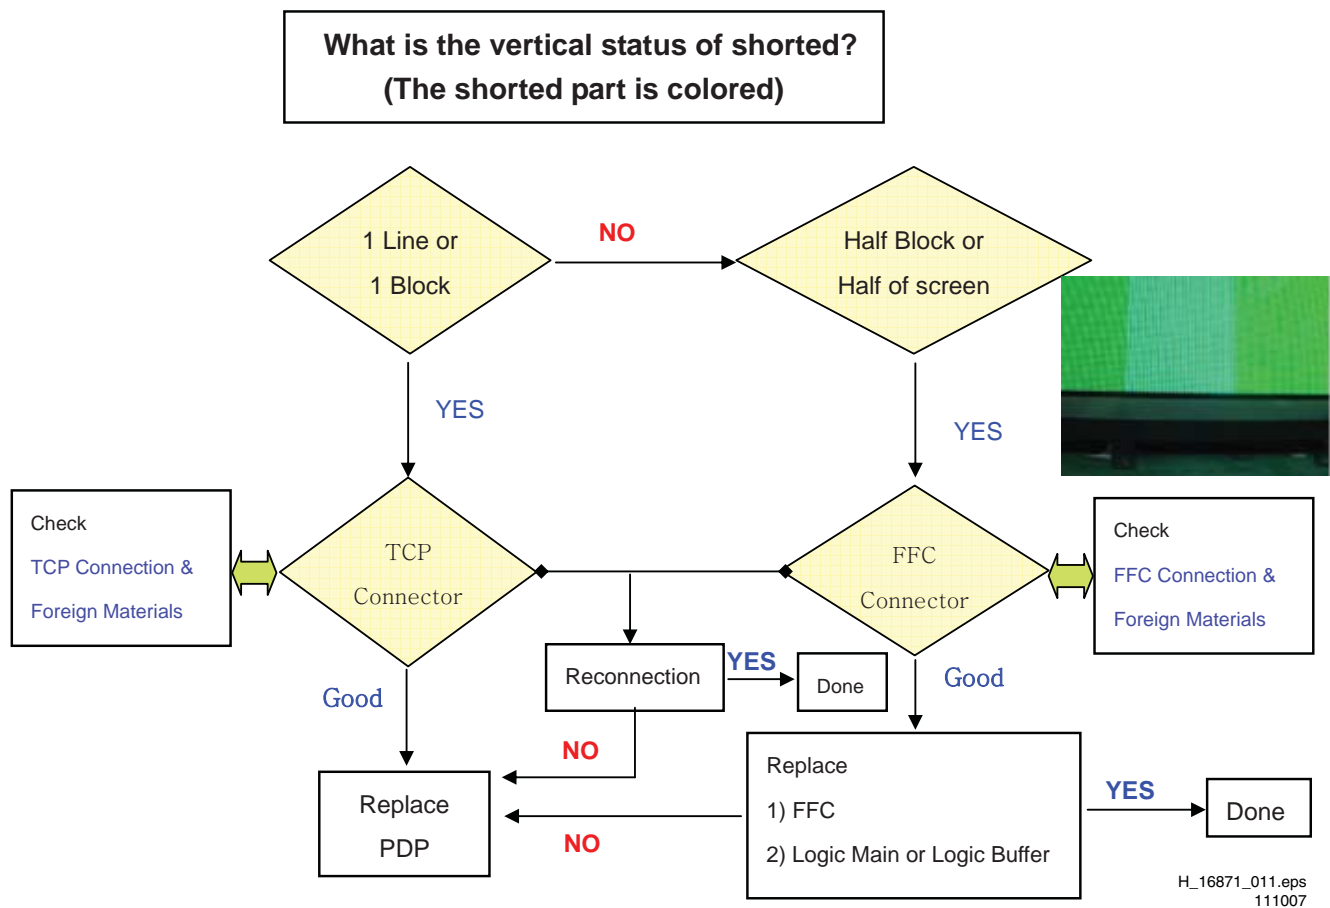 What is the vertical status of shorted?
(The shorted part is colored)
1 Line or
1 Block
NO
Half Block or
Half of screen
YES
YES
Check
TCP Connection &
Foreign Materials
TCP
Connector
FFC
Connector
Check
FFC Connection &
Foreign Materials
Good
Reconnection
YES
Done
Good
NO
Replace
PDP
NO
Replace
1) FFC
2) Logic Main or Logic Buffer
YES
Done
H_16871_011.eps
111007